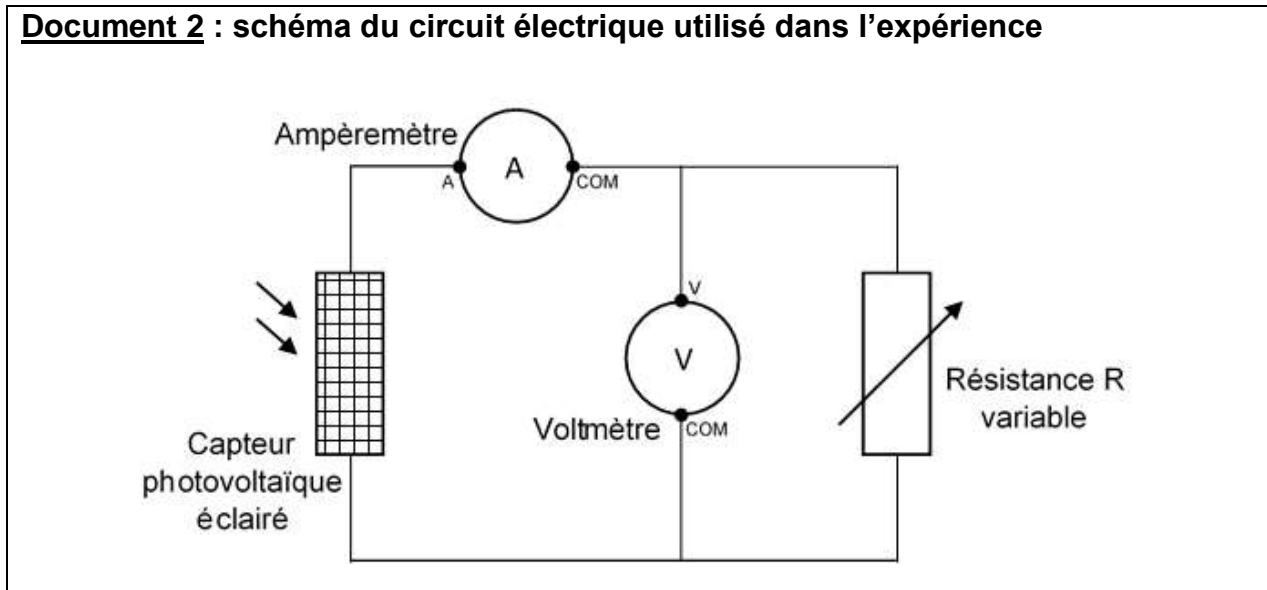 Document 2 : schéma du circuit électrique utilisé dans l’expérience
Ampèremètre
A
A
COM
V
V
Voltmètre
COM
Résistance R
variable
Capteur
photovoltaïque
éclairé